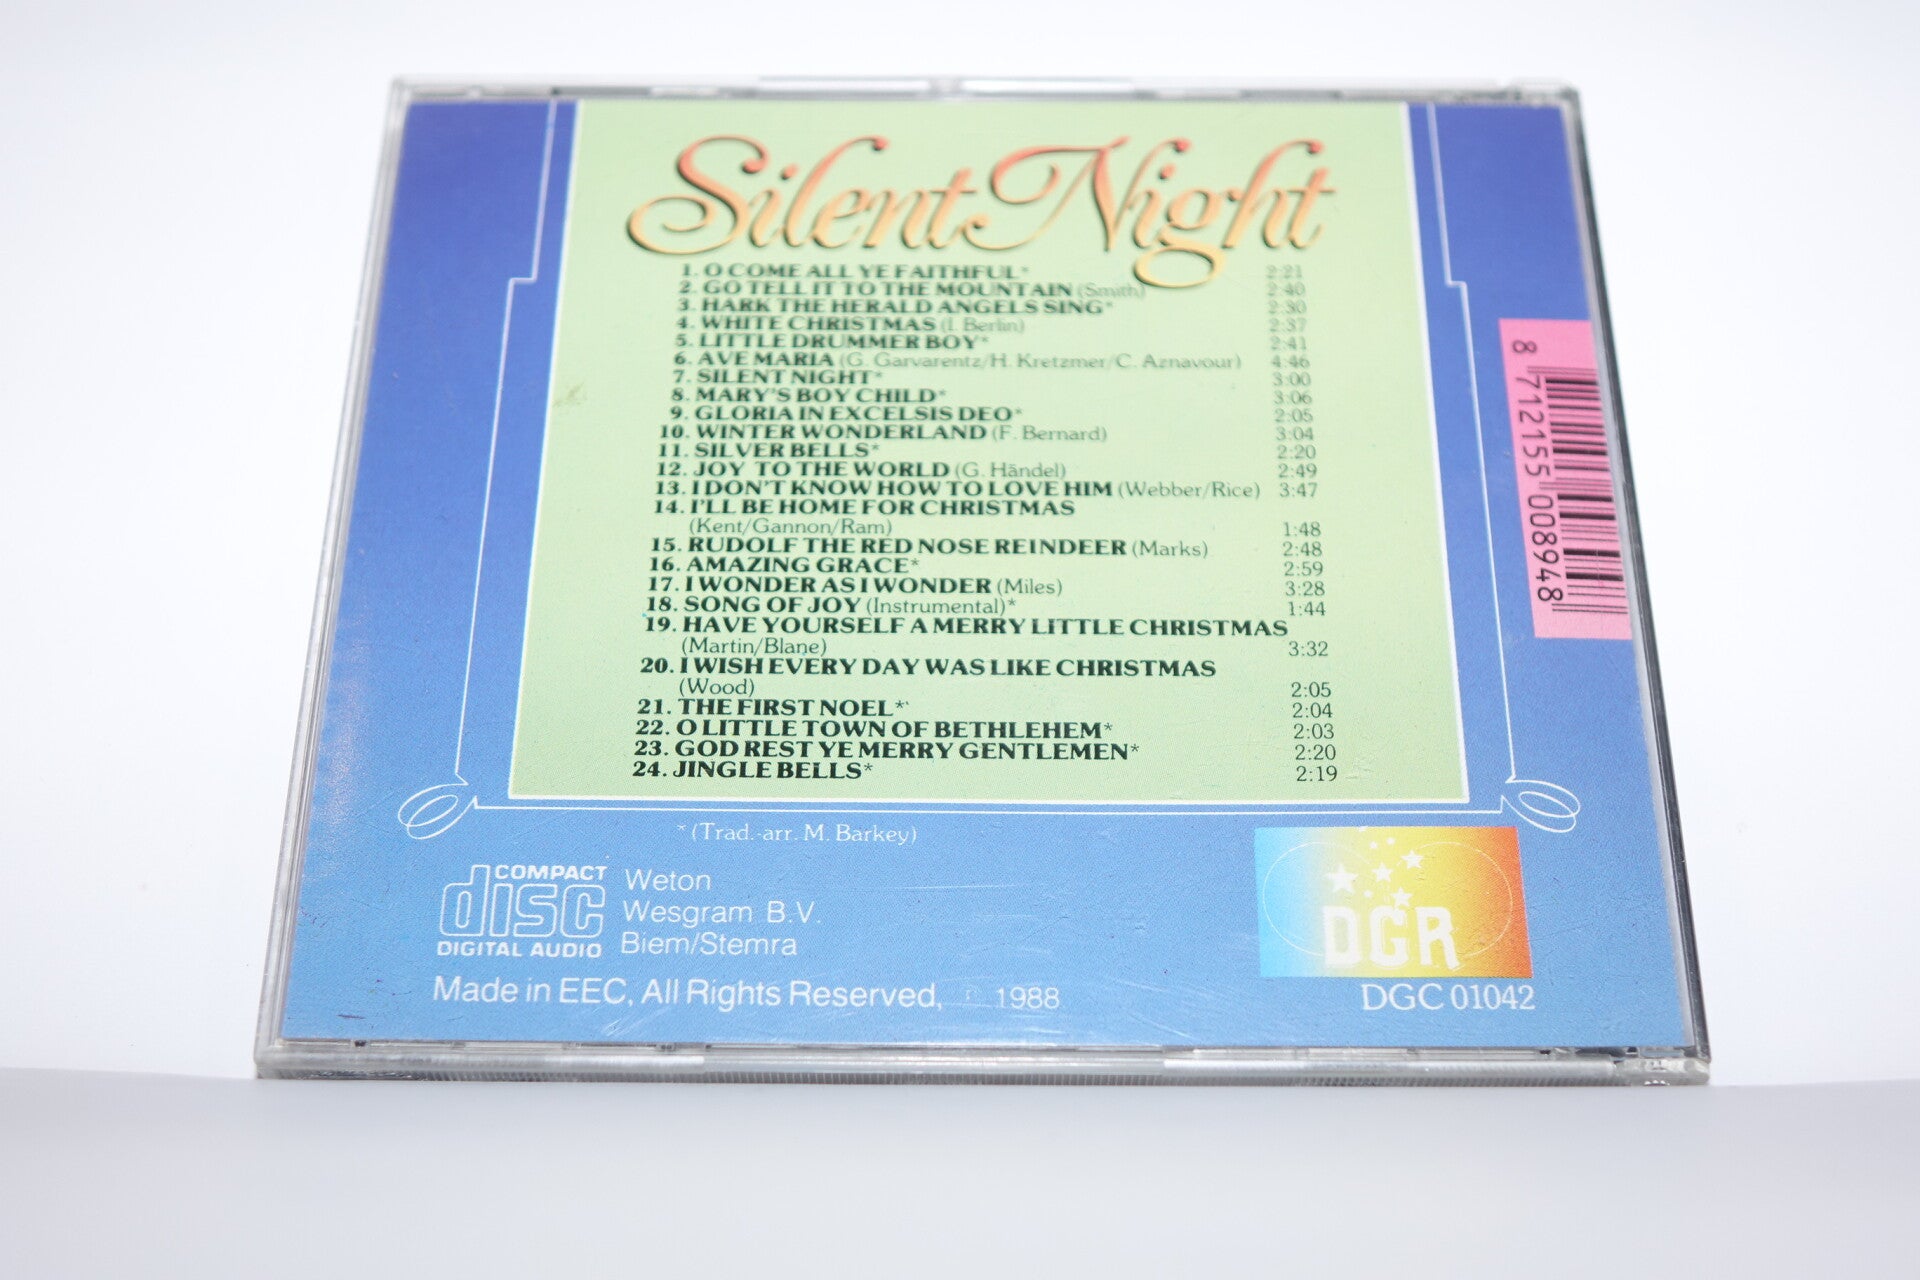 Silent Night
1. O COME ALL YE FAITHFUL* 2:21
2. GO TELL IT TO THE MOUNTAIN (Smith) 2:40
3. HARK THE HERALD ANGELS SING* 2:30
4. WHITE CHRISTMAS (I. Berlin) 2:37
5. LITTLE DRUMMER BOY* 2:41
6. AVE MARIA (G. Garvarentz/H. Kretzmer/C. Aznavour) 4:46
7. SILENT NIGHT* 3:00
8. MARY'S BOY CHILD* 3:06
9. GLORIA IN EXCELSIS DEO* 2:05
10. WINTER WONDERLAND (F. Bernard) 3:04
11. SILVER BELLS* 2:20
12. JOY TO THE WORLD (G. Händel) 2:49
13. I DON'T KNOW HOW TO LOVE HIM (Webber/Rice) 3:47
14. I'LL BE HOME FOR CHRISTMAS
(Kent/Gannon/Ram) 1:48
15. RUDOLF THE RED NOSE REINDEER (Marks) 2:48
16. AMAZING GRACE* 2:59
17. I WONDER AS I WONDER (Miles) 3:28
18. SONG OF JOY (Instrumental)* 1:44
19. HAVE YOURSELF A MERRY LITTLE CHRISTMAS
(Martin/Blane) 3:32
20. I WISH EVERY DAY WAS LIKE CHRISTMAS
(Wood) 2:05
21. THE FIRST NOEL* 2:04
22. O LITTLE TOWN OF BETHLEHEM* 2:03
23. GOD REST YE MERRY GENTLEMEN* 2:20
24. JINGLE BELLS* 2:19
* (Trad.-arr. M. Barkey)
COMPACT
disc
DIGITAL AUDIO
Weton
Wesgram B.V.
Biem/Stemra
Made in EEC, All Rights Reserved, ℗ 1988
DGR
DGC 01042
8 712155 008948